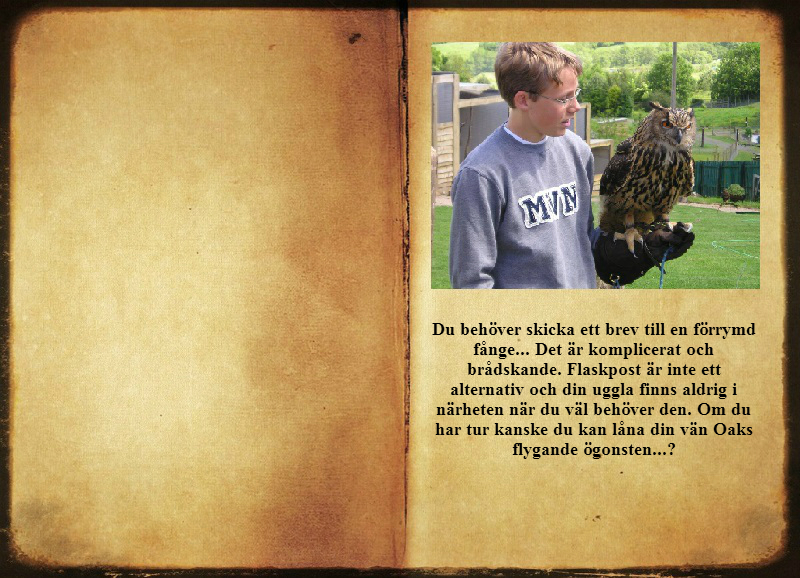 MVN
Du behöver skicka ett brev till en förrymd
fånge... Det är komplicerat och
brådskande. Flaskpost är inte ett
alternativ och din uggla finns aldrig i
närheten när du väl behöver den. Om du
har tur kanske du kan låna din vän Oaks
flygande ögonsten...?